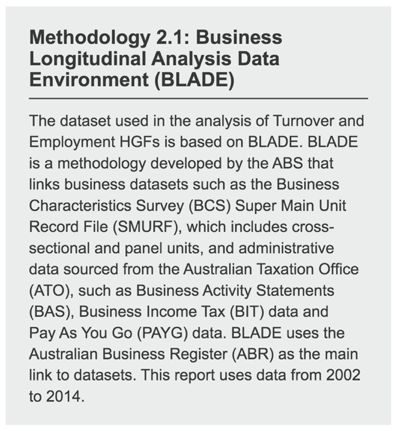 Methodology 2.1: Business
Longitudinal Analysis Data
Environment (BLADE)
The dataset used in the analysis of Turnover and
Employment HGFs is based on BLADE. BLADE
is a methodology developed by the ABS that
links business datasets such as the Business
Characteristics Survey (BCS) Super Main Unit
Record File (SMURF), which includes cross-
sectional and panel units, and administrative
data sourced from the Australian Taxation Office
(ATO), such as Business Activity Statements
(BAS), Business Income Tax (BIT) data and
Pay As You Go (PAYG) data. BLADE uses the
Australian Business Register (ABR) as the main
link to datasets. This report uses data from 2002
to 2014.